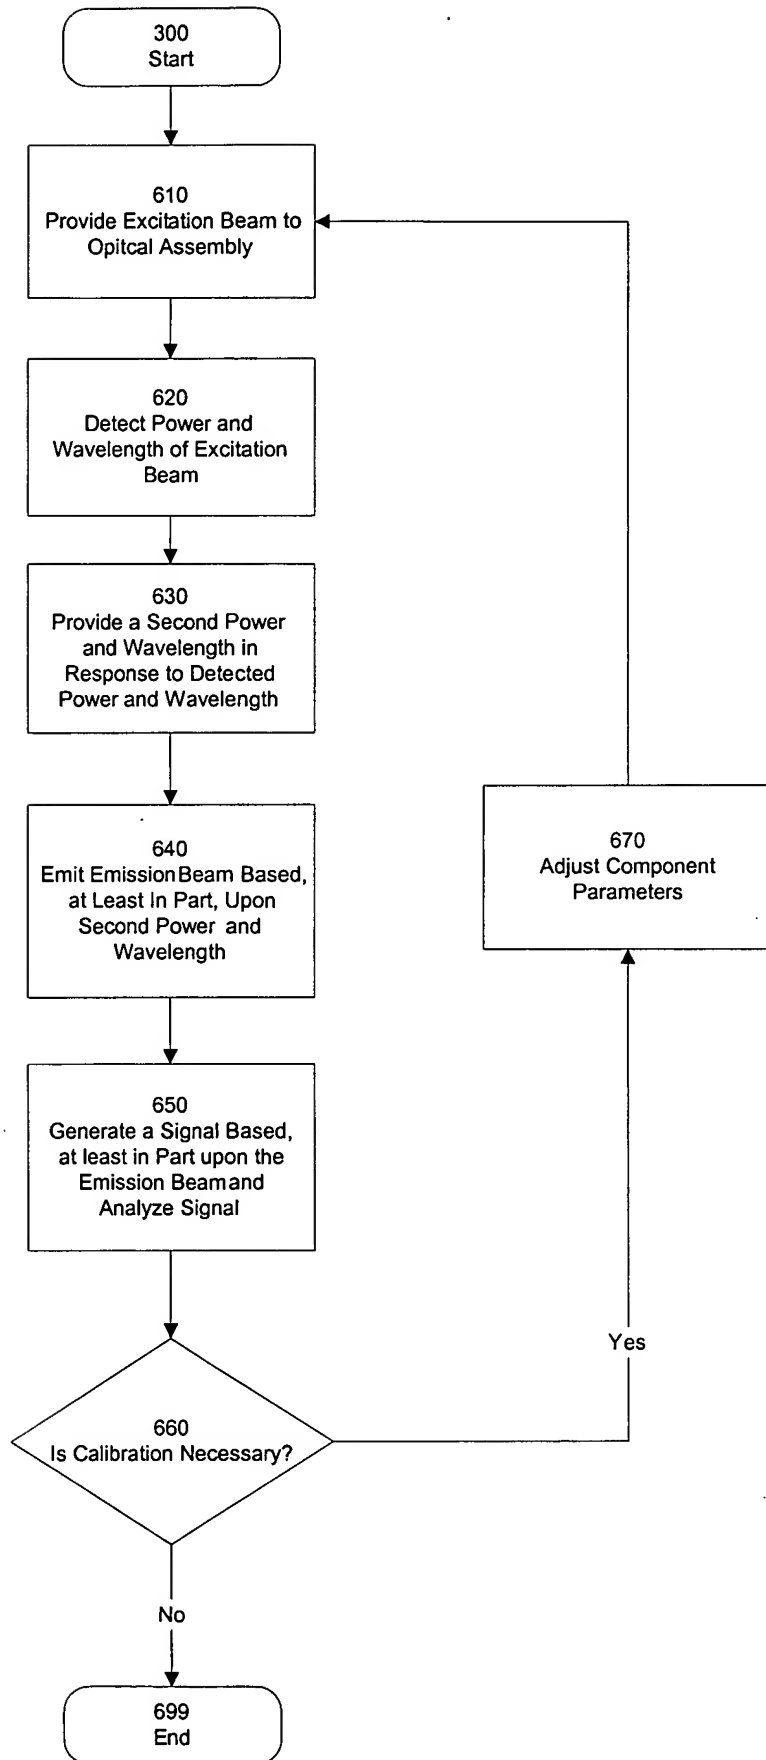 300
Start
610
Provide Excitation Beam to
Opitcal Assembly
620
Detect Power and
Wavelength of Excitation
Beam
630
Provide a Second Power
and Wavelength in
Response to Detected
Power and Wavelength
640
Emit Emission Beam Based,
at Least In Part, Upon
Second Power and
Wavelength
670
Adjust Component
Parameters
650
Generate a Signal Based,
at least in Part upon the
Emission Beam and
Analyze Signal
Yes
660
Is Calibration Necessary?
No
699
End